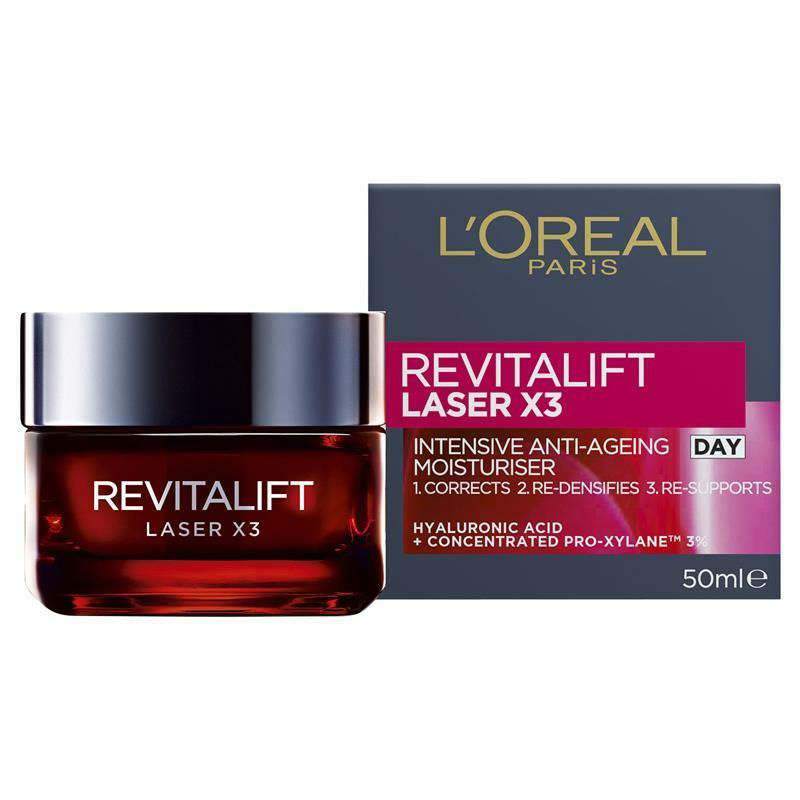 L'OREAL
PARiS
REVITALIFT
LASER X3
INTENSIVE ANTI-AGEING DAY
MOISTURISER
1. CORRECTS 2. RE-DENSIFIES 3. RE-SUPPORTS
HYALURONIC ACID
+ CONCENTRATED PRO-XYLANE™ 3%
50ml℮
REVITALIFT
LASER X3